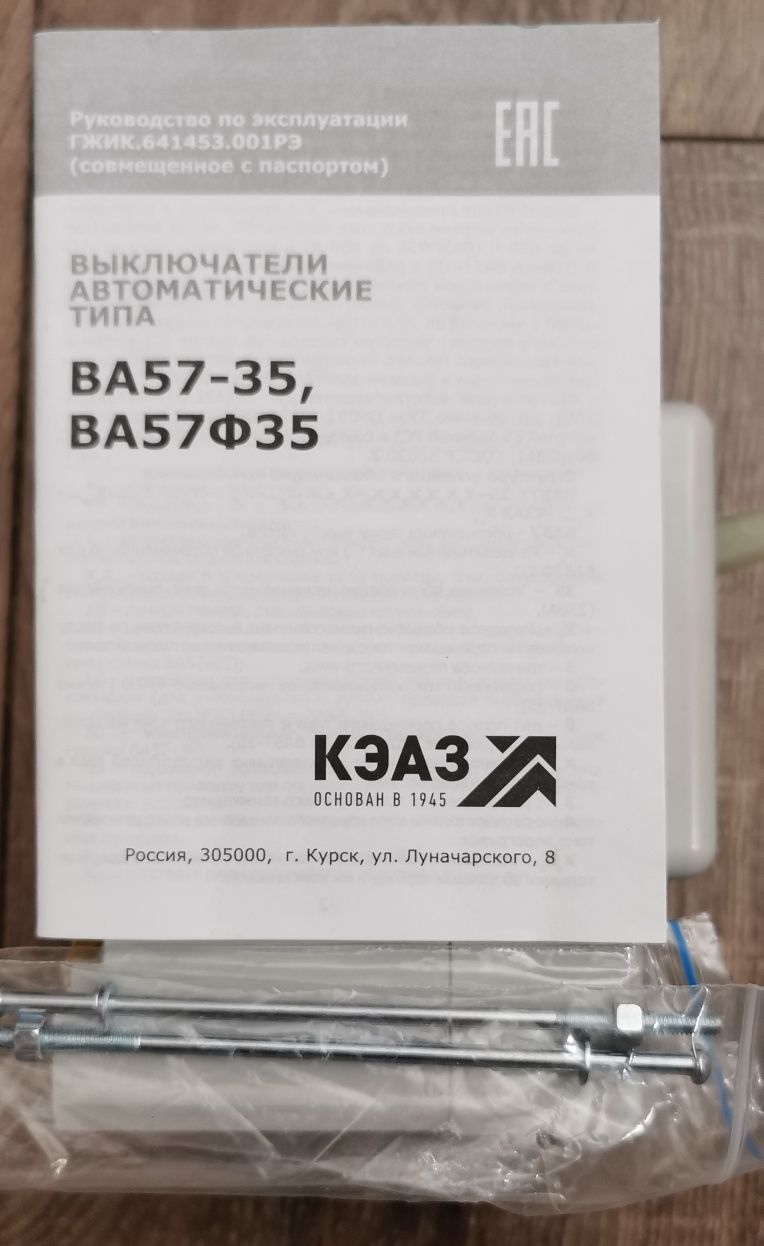 Руководство по эксплуатации
ГЖИК.641453.001РЭ
(совмещенное с паспортом)
ЕАС
ВЫКЛЮЧАТЕЛИ
АВТОМАТИЧЕСКИЕ
ТИПА
ВА57-35,
ВА57Ф35
КЭАЗ
ОСНОВАН В 1945
Россия, 305000, г. Курск, ул. Луначарского, 8